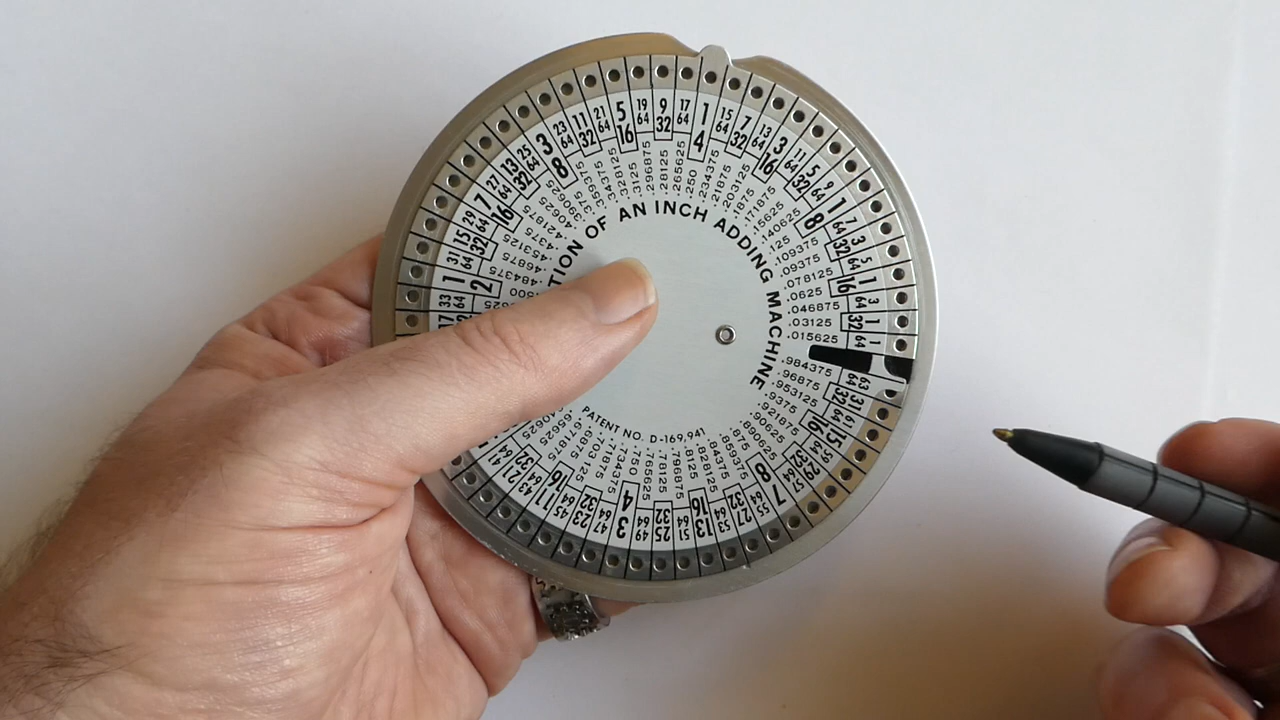 TION OF AN INCH ADDING MACHINE
PATENT NO. D-169,941
33/64 1/2 31/64 15/32 29/64 7/16 27/64 13/32 25/64 3/8 23/64 11/32 21/64 5/16 19/64 9/32 17/64 1/4 15/64 7/32 13/64 3/16 11/64 5/32 9/64 1/8 7/64 3/32 5/64 1/16 3/64 1/32 1/64
63/64 31/32 61/64 15/16 59/64 29/32 57/64 7/8 55/64 27/32 53/64 13/16 51/64 25/32 49/64 3/4 47/64 23/32 45/64 11/16 43/64 21/32 41/64
.484375 .46875 .453125 .4375 .421875 .40625 .390625 .375 .359375 .34375 .328125 .3125 .296875 .28125 .265625 .250 .234375 .21875 .203125 .1875 .171875 .15625 .140625 .125 .109375 .09375 .078125 .0625 .046875 .03125 .015625
.984375 .96875 .953125 .9375 .921875 .90625 .890625 .875 .859375 .84375 .828125 .8125 .796875 .78125 .765625 .750 .734375 .71875 .703125 .6875 .671875 .65625